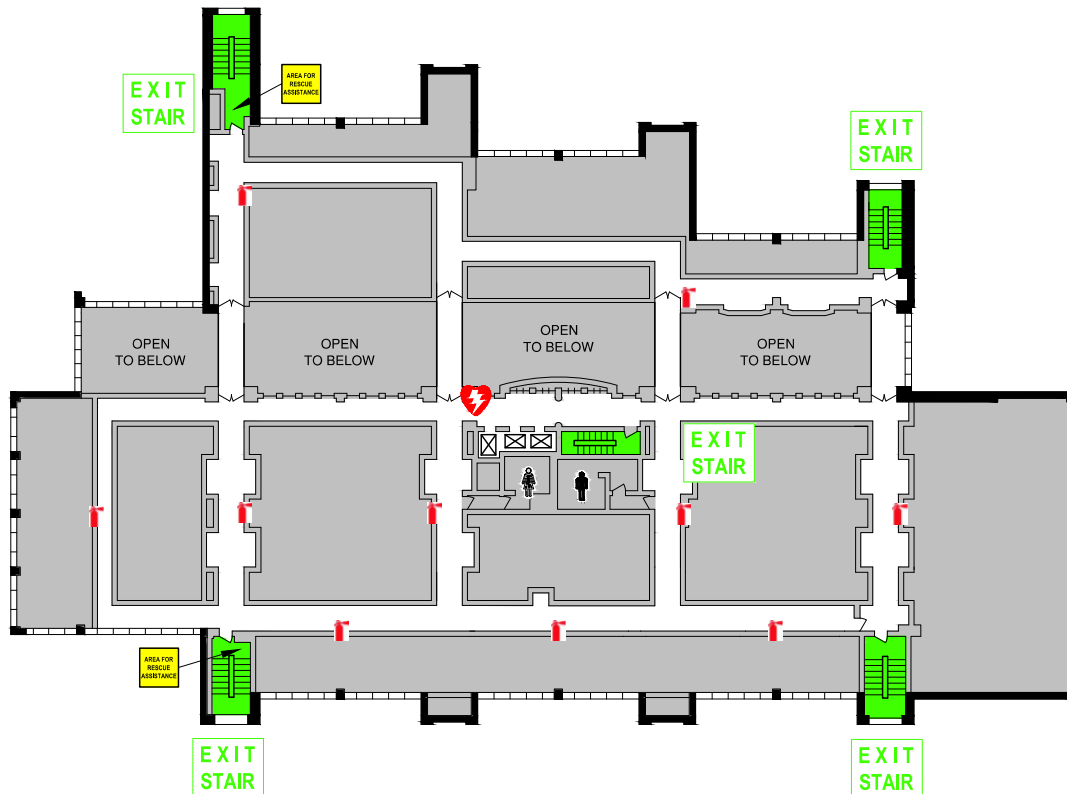 AREA FOR
RESCUE
ASSISTANCE
EXIT
STAIR
EXIT
STAIR
OPEN
TO BELOW
OPEN
TO BELOW
OPEN
TO BELOW
OPEN
TO BELOW
EXIT
STAIR
AREA FOR
RESCUE
ASSISTANCE
EXIT
STAIR
EXIT
STAIR